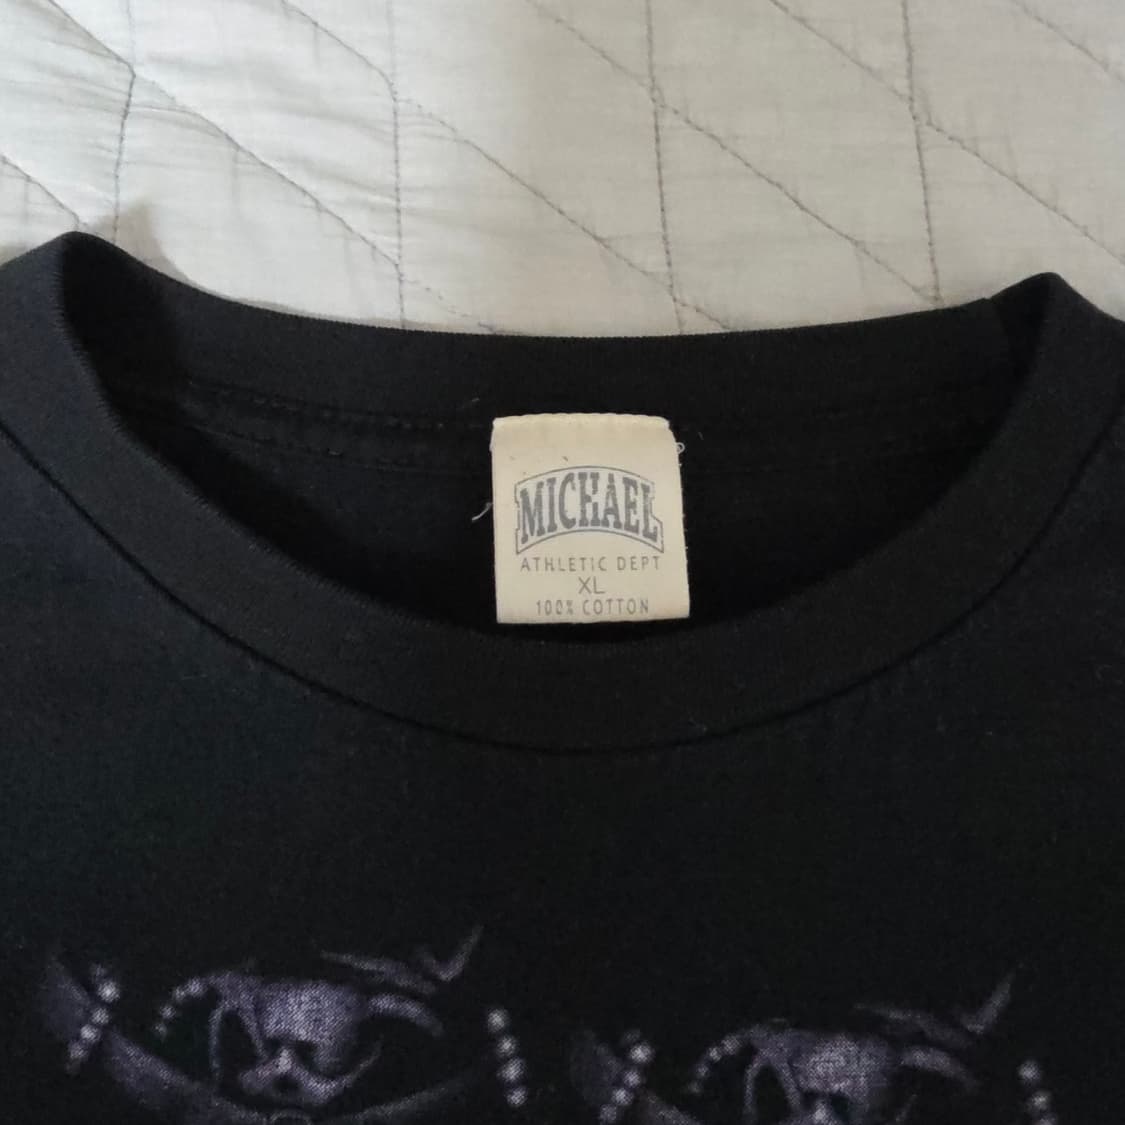 MICHAEL
ATHLETIC DEPT
XL
100% COTTON